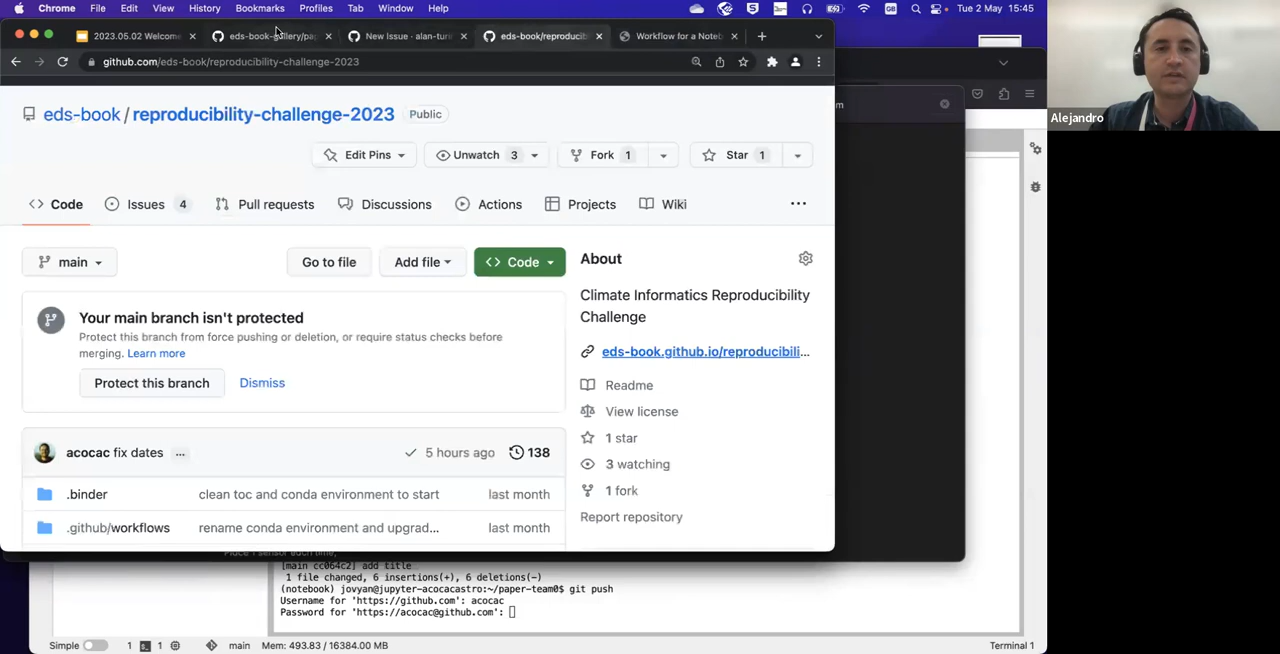 Chrome File Edit View History Bookmarks Profiles Tab Window Help
GB Tue 2 May 15:45
2023.05.02 Welcome
eds-book-gallery/pa
New Issue · alan-turi
eds-book/reproducib
Workflow for a Noteb
github.com/eds-book/reproducibility-challenge-2023
Alejandro
eds-book / reproducibility-challenge-2023 Public
Edit Pins Unwatch 3 Fork 1 Star 1
Code Issues 4 Pull requests Discussions Actions Projects Wiki
main Go to file Add file Code
Your main branch isn't protected
Protect this branch from force pushing or deletion, or require status checks before
merging. Learn more
Protect this branch Dismiss
acocac fix dates ... 5 hours ago 138
.binder clean toc and conda environment to start last month
.github/workflows rename conda environment and upgrad... last month
About
Climate Informatics Reproducibility
Challenge
eds-book.github.io/reproducibili...
Readme
View license
1 star
3 watching
1 fork
Report repository
Place 1 sensor each time,
[main cc064c2] add title
1 file changed, 6 insertions(+), 6 deletions(-)
(notebook) jovyan@jupyter-acocacastro:~/paper-team0$ git push
Username for 'https://github.com': acocac
Password for 'https://acocac@github.com':
Simple 1 1 main Mem: 493.83 / 16384.00 MB Terminal 1